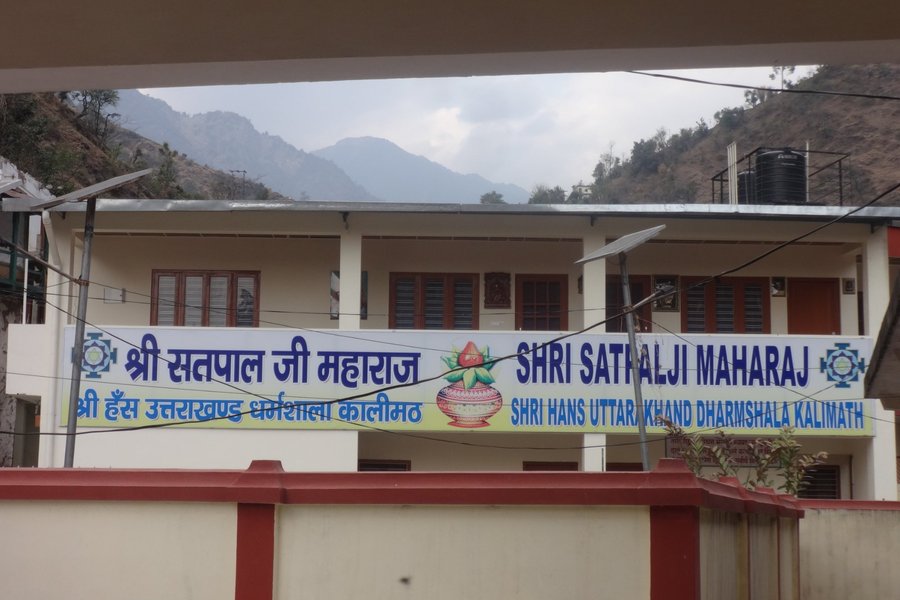 श्री सतपाल जी महाराज
श्री हँस उत्तराखण्ड धर्मशाला कालीमठ
SHRI SATPALJI MAHARAJ
SHRI HANS UTTARAKHAND DHARMSHALA KALIMATH